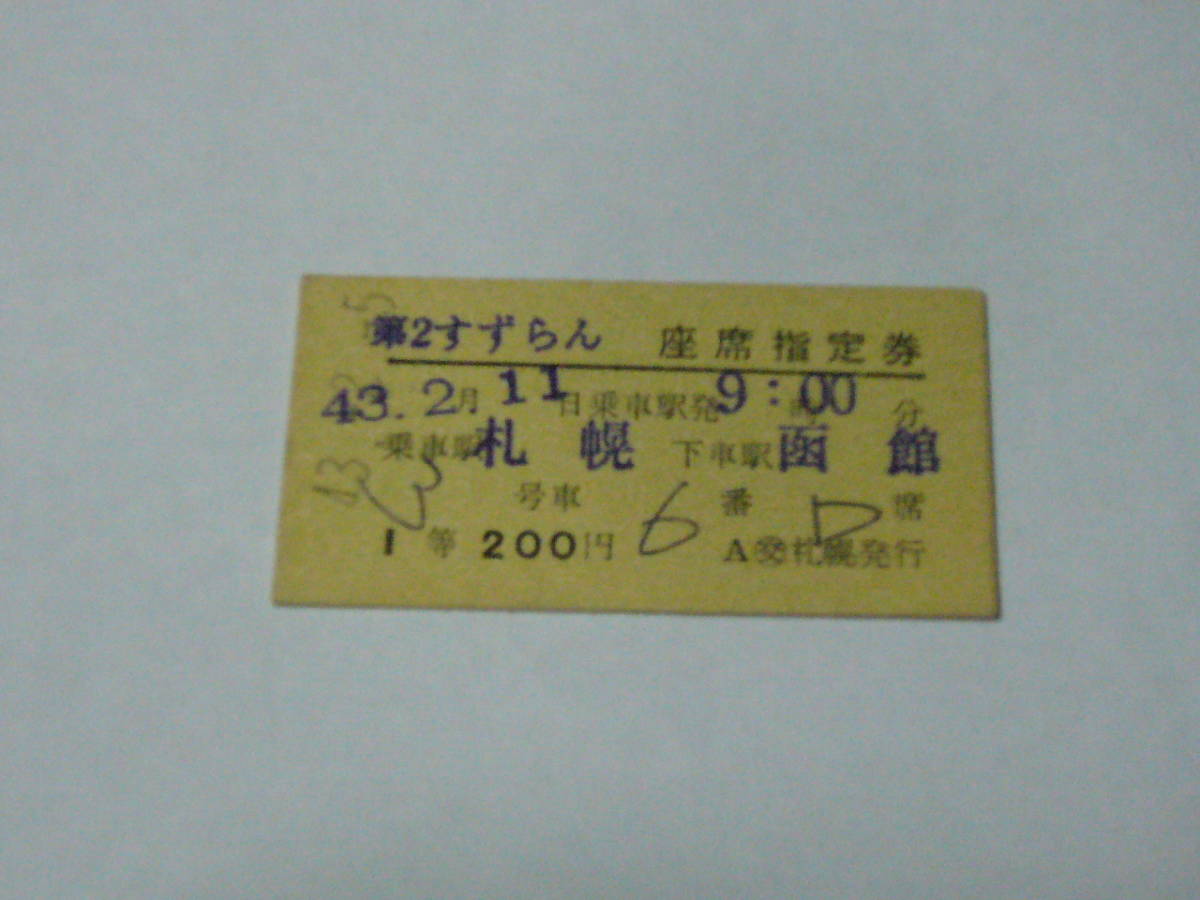 第2すずらん 座席指定券
43.2月11日乗車駅発9:00時分
乗車駅札幌 下車駅函館
号車 6番D席
1等 200円 A㊇札幌発行